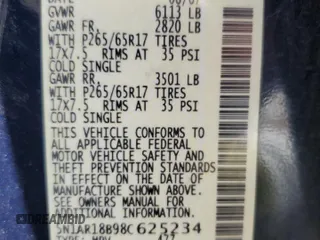 GVWR 6113 LB
GAWR FR. 2820 LB
WITH P265/65R17 TIRES
17X7.5 RIMS AT 35 PSI
COLD SINGLE
GAWR RR. 3501 LB
WITH P265/65R17 TIRES
17X7.5 RIMS AT 35 PSI
COLD SINGLE
THIS VEHICLE CONFORMS TO
ALL APPLICABLE FEDERAL
MOTOR VEHICLE SAFETY AND
THEFT PREVENTION STANDARDS
IN EFFECT ON THE DATE OF
MANUFACTURE SHOWN ABOVE.
SEE OWNERS MANUAL FOR
ADDITIONAL INFORMATION
5N1AR18B98C625234
TYPE: MPV